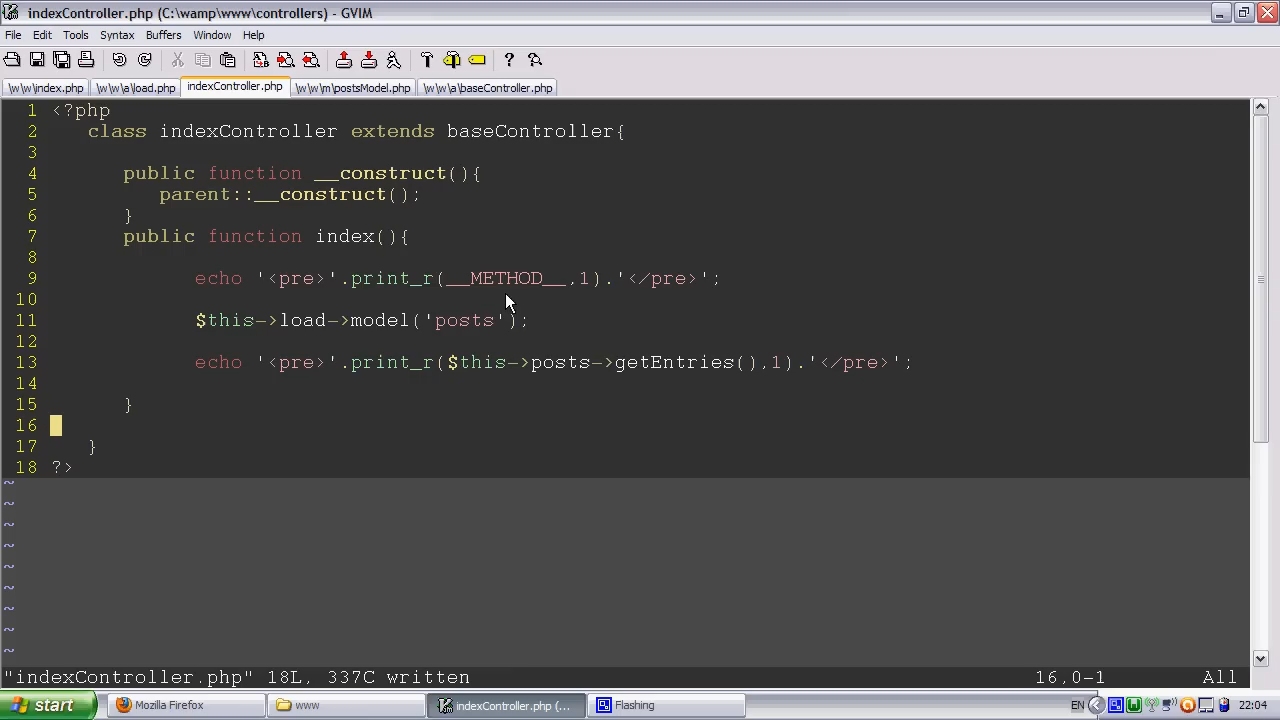 indexController.php (C:\wamp\www\controllers) - GVIM
File Edit Tools Syntax Buffers Window Help
\w\w\index.php \w\w\a\load.php indexController.php \w\w\m\postsModel.php \w\w\a\baseController.php
1 <?php
2 class indexController extends baseController{
3
4 public function __construct(){
5 parent::__construct();
6 }
7 public function index(){
8
9 echo '<pre>'.print_r(__METHOD__,1).'</pre>';
10
11 $this->load->model('posts');
12
13 echo '<pre>'.print_r($this->posts->getEntries(),1).'</pre>';
14
15 }
16
17 }
18 ?>
~
~
~
~
~
~
~
~
~
"indexController.php" 18L, 337C written 16,0-1 All
start Mozilla Firefox www indexController.php (... Flashing EN 22:04